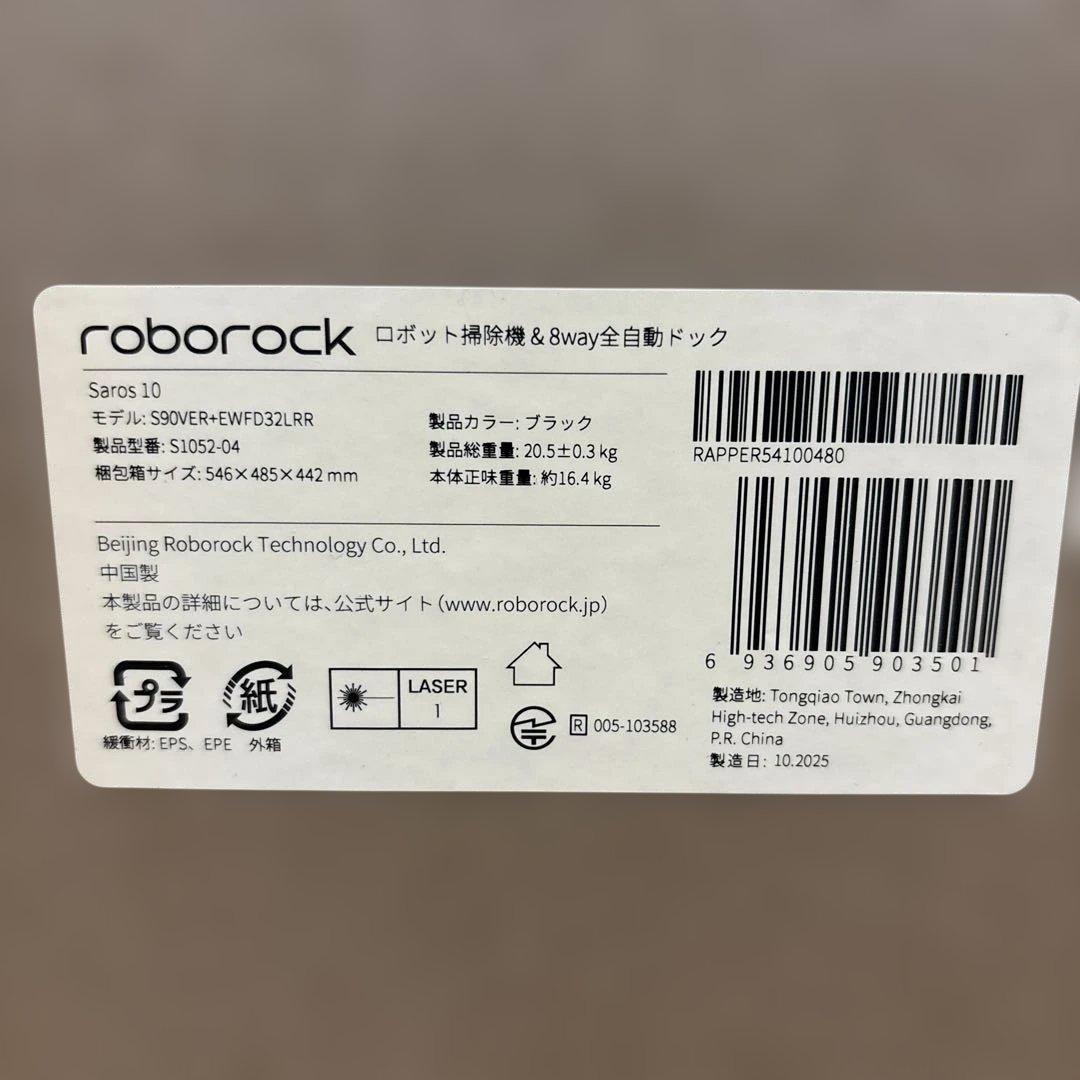 roborock ロボット掃除機&8way全自動ドック
Saros 10
モデル: S90VER+EWFD32LRR
製品型番: S1052-04
梱包箱サイズ: 546×485×442 mm
製品カラー: ブラック
製品総重量: 20.5±0.3 kg
本体正味重量: 約16.4 kg
RAPPER54100480
6 936905 903501
Beijing Roborock Technology Co., Ltd.
中国製
本製品の詳細については、公式サイト(www.roborock.jp)
をご覧ください
プラ
紙
緩衝材: EPS、EPE 外箱
LASER
1
R 005-103588
製造地: Tongqiao Town, Zhongkai
High-tech Zone, Huizhou, Guangdong,
P.R. China
製造日: 10.2025